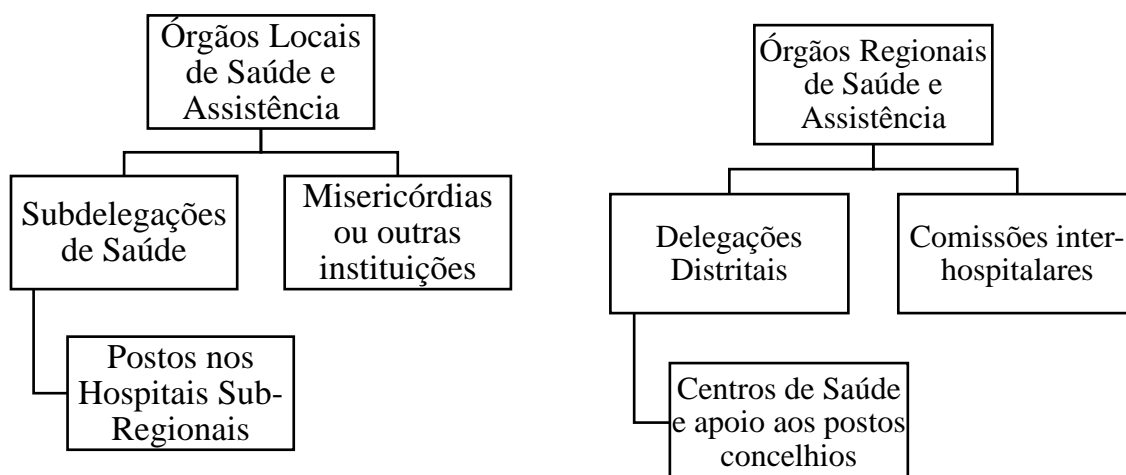 Órgãos Locais
de Saúde e
Assistência
Subdelegações
de Saúde
Misericórdias
ou outras
instituições
Postos nos
Hospitais Sub-
Regionais
Órgãos Regionais
de Saúde e
Assistência
Delegações
Distritais
Comissões inter-
hospitalares
Centros de Saúde
e apoio aos postos
concelhios